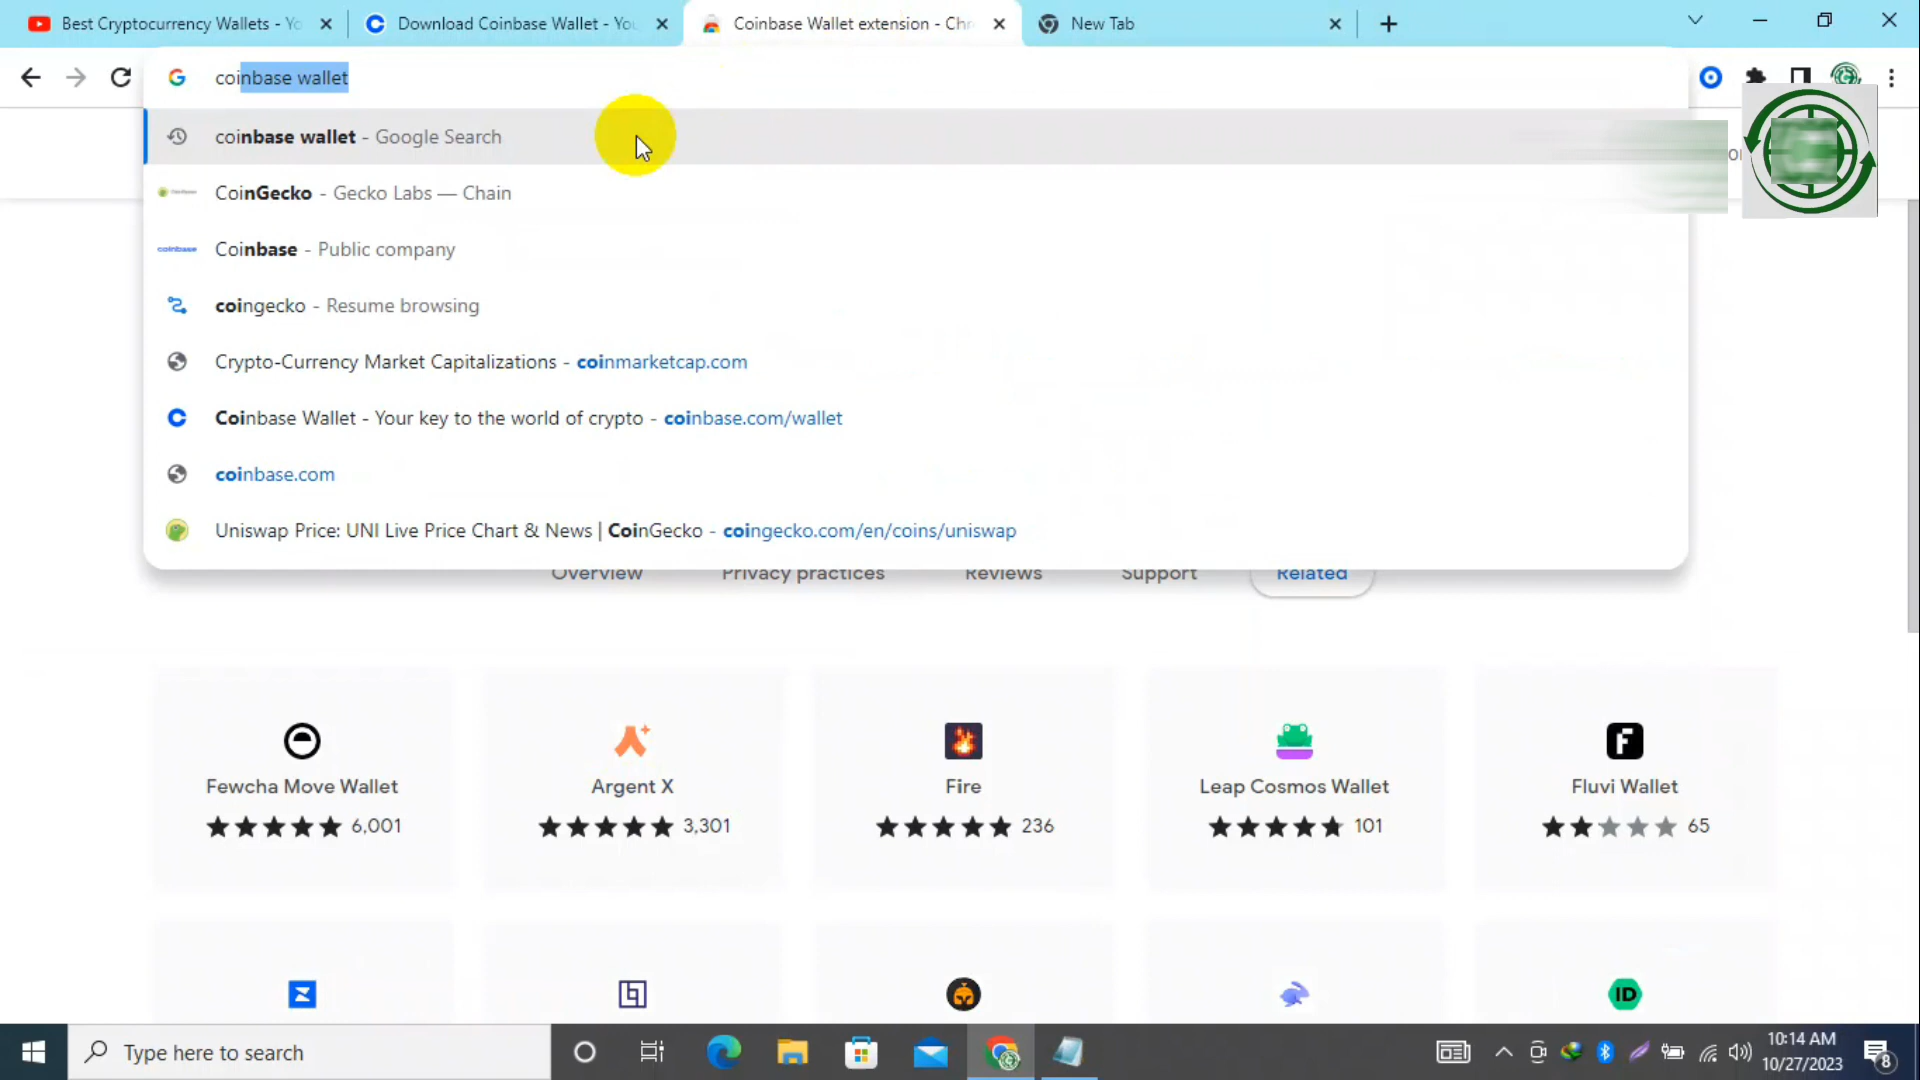 Best Cryptocurrency Wallets - Yo
Download Coinbase Wallet - You
Coinbase Wallet extension - Chr
New Tab
coinbase wallet
coinbase wallet - Google Search
CoinGecko - Gecko Labs — Chain
Coinbase - Public company
coingecko - Resume browsing
Crypto-Currency Market Capitalizations - coinmarketcap.com
Coinbase Wallet - Your key to the world of crypto - coinbase.com/wallet
coinbase.com
Uniswap Price: UNI Live Price Chart & News | CoinGecko - coingecko.com/en/coins/uniswap
Overview Privacy practices Reviews Support Related
Fewcha Move Wallet
6,001
Argent X
3,301
Fire
236
Leap Cosmos Wallet
101
Fluvi Wallet
65
ID
Type here to search
10:14 AM
10/27/2023
8